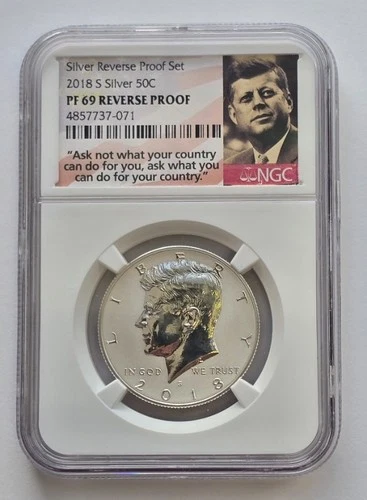 Silver Reverse Proof Set
2018 S Silver 50C
PF 69 REVERSE PROOF
4857737-071
"Ask not what your country
can do for you, ask what you
can do for your country."
NGC
LIBERTY
IN GOD WE TRUST
2018